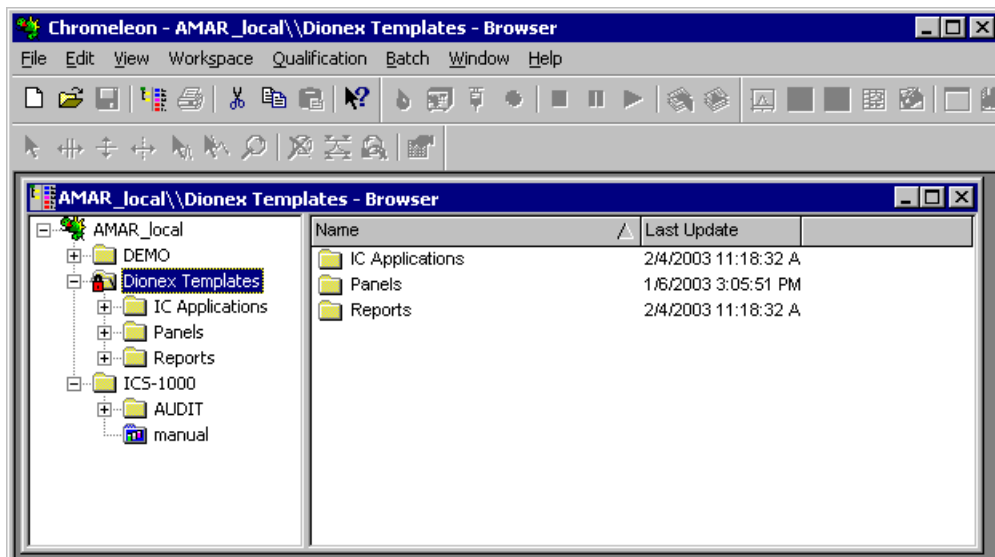 Chromeleon - AMAR_local\\Dionex Templates - Browser
File Edit View Workspace Qualification Batch Window Help
AMAR_local\\Dionex Templates - Browser
AMAR_local
DEMO
Dionex Templates
IC Applications
Panels
Reports
ICS-1000
AUDIT
manual
Name Last Update
IC Applications 2/4/2003 11:18:32 A
Panels 1/6/2003 3:05:51 PM
Reports 2/4/2003 11:18:32 A